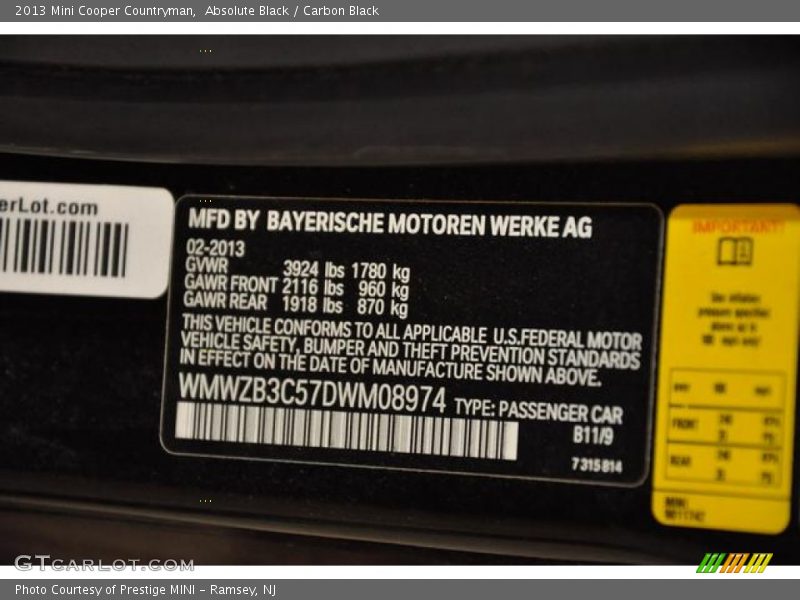 2013 Mini Cooper Countryman, Absolute Black / Carbon Black
erLot.com
MFD BY BAYERISCHE MOTOREN WERKE AG
02-2013
GVWR 3924 lbs 1780 kg
GAWR FRONT 2116 lbs 960 kg
GAWR REAR 1918 lbs 870 kg
THIS VEHICLE CONFORMS TO ALL APPLICABLE U.S.FEDERAL MOTOR
VEHICLE SAFETY, BUMPER AND THEFT PREVENTION STANDARDS
IN EFFECT ON THE DATE OF MANUFACTURE SHOWN ABOVE.
WMWZB3C57DWM08974 TYPE: PASSENGER CAR
B11/9
7315814
IMPORTANT!
FRONT
REAR
MINI
GTCARLOT.COM
Photo Courtesy of Prestige MINI - Ramsey, NJ